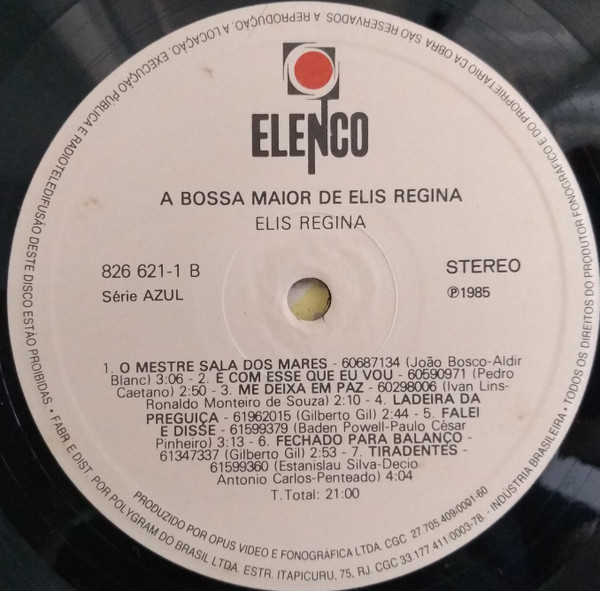 ELENCO
A BOSSA MAIOR DE ELIS REGINA
ELIS REGINA
826 621-1 B
Série AZUL
STEREO
℗1985
1. O MESTRE SALA DOS MARES - 60687134 (João Bosco-Aldir
Blanc) 3:06 - 2. É COM ESSE QUE EU VOU - 60590971 (Pedro
Caetano) 2:50 - 3. ME DEIXA EM PAZ - 60298006 (Ivan Lins-
Ronaldo Monteiro de Souza) 2:10 - 4. LADEIRA DA
PREGUIÇA - 61962015 (Gilberto Gil) 2:44 - 5. FALEI
E DISSE - 61599379 (Baden Powell-Paulo César
Pinheiro) 3:13 - 6. FECHADO PARA BALANÇO -
61347337 (Gilberto Gil) 2:53 - 7. TIRADENTES -
61599360 (Estanislau Silva-Decio
Antonio Carlos-Penteado) 4:04
T.Total: 21:00
PRODUZIDO POR OPUS VIDEO E FONOGRÁFICA LTDA. CGC 27.705.409/0001-60
• FABR. E DIST. POR POLYGRAM DO BRASIL LTDA. ESTR. ITAPICURU, 75, RJ. CGC 33.177.411/0003-78. - INDÚSTRIA BRASILEIRA • TODOS OS DIREITOS DO PRODUTOR FONOGRÁFICO E DO PROPRIETÁRIO DA OBRA SÃO RESERVADOS. A REPRODUÇÃO, A LOCAÇÃO, EXECUÇÃO PÚBLICA E RADIOTELEDIFUSÃO DESTE DISCO ESTÃO PROIBIDAS.